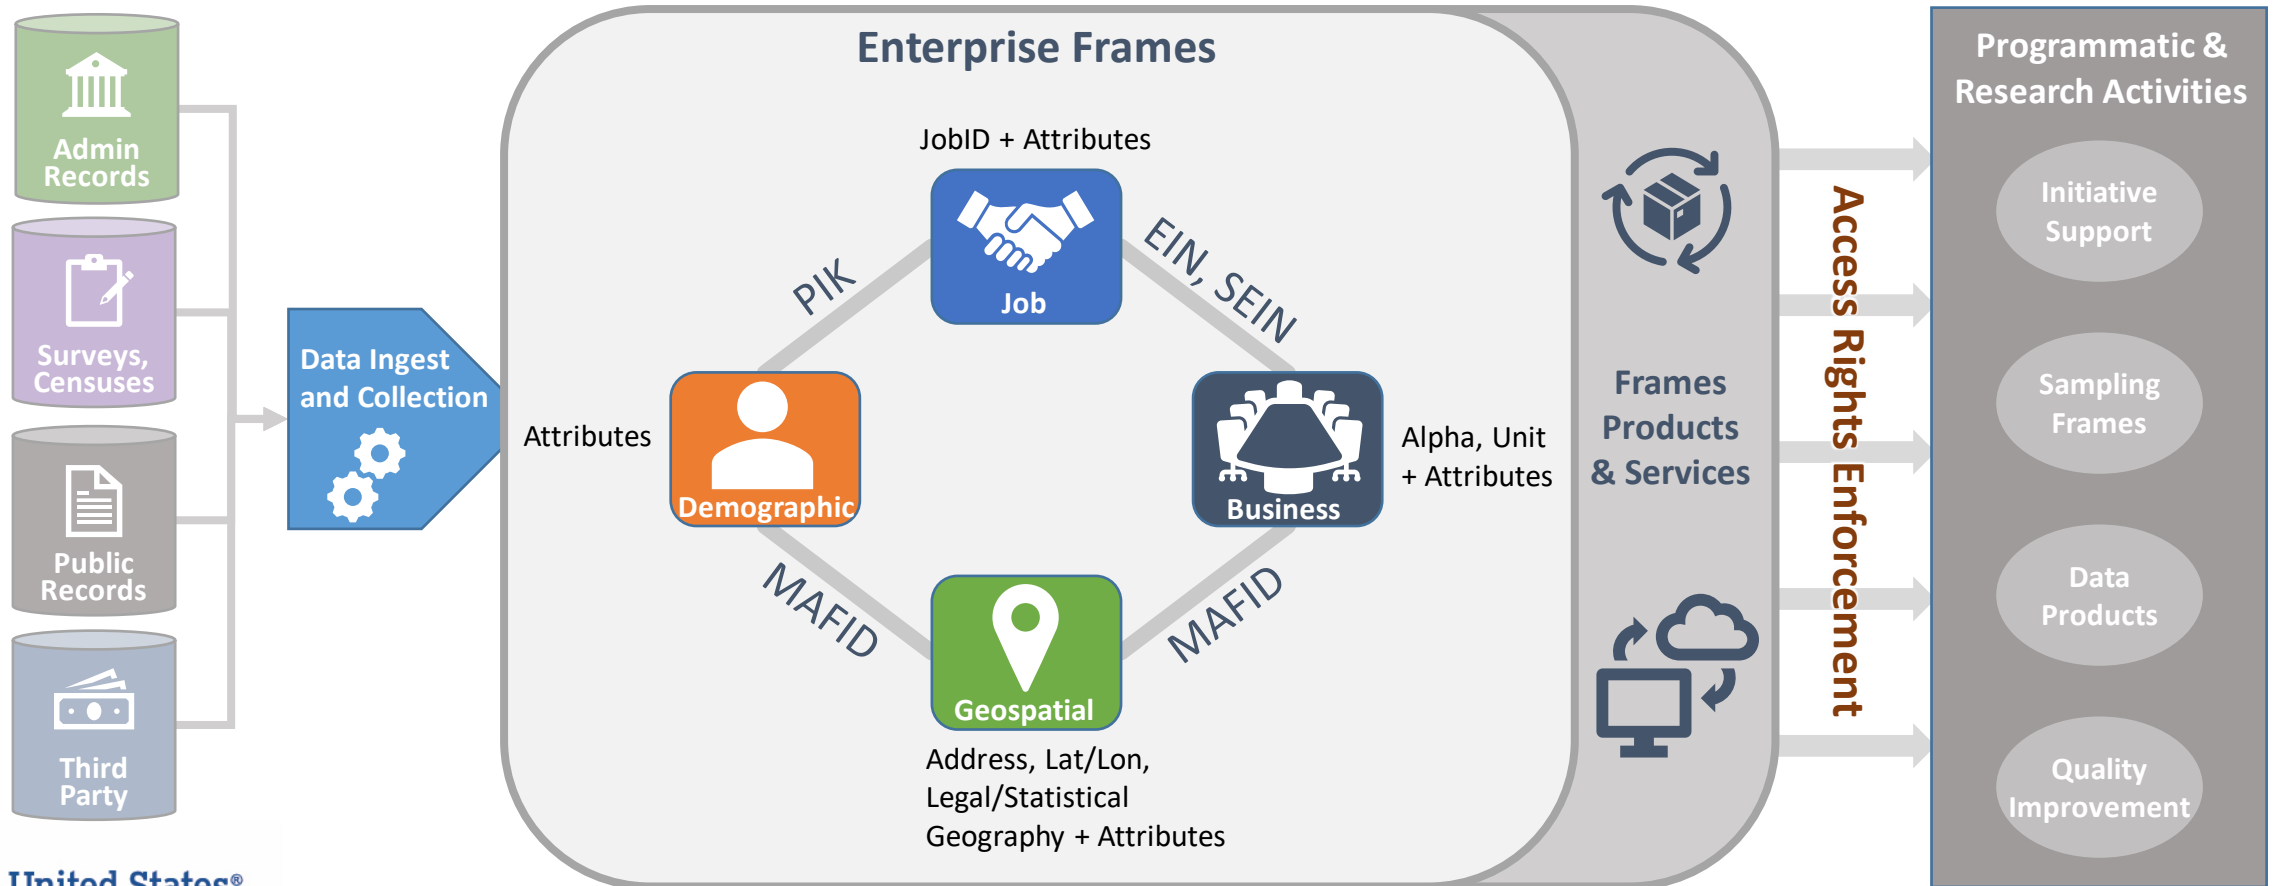 Admin
Records
Surveys,
Censuses
Public
Records
Third
Party
United States®
Data Ingest
and Collection
Enterprise Frames
JobID + Attributes
Job
PIK
EIN, SEIN
Attributes
Demographic
Business
Alpha, Unit
+ Attributes
MAFID
MAFID
Geospatial
Address, Lat/Lon,
Legal/Statistical
Geography + Attributes
Frames
Products
& Services
Access Rights Enforcement
Programmatic &
Research Activities
Initiative
Support
Sampling
Frames
Data
Products
Quality
Improvement